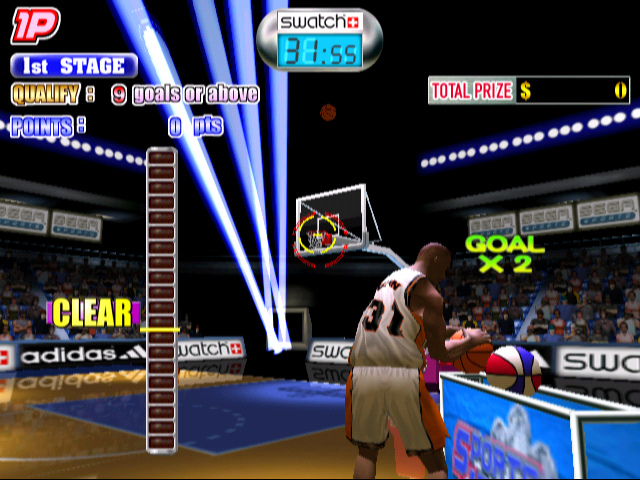 1P
swatch
31:55
1st STAGE
QUALIFY : 9 goals or above
TOTAL PRIZE $ 0
POINTS : 0 pts
GOAL
X 2
CLEAR
31
adidas
swatch
SPORTS